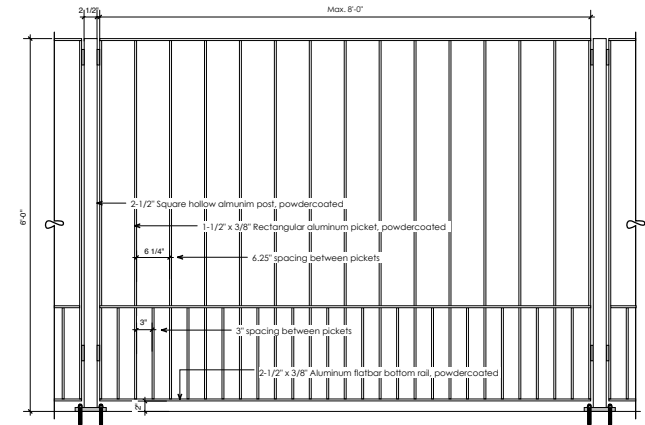 2 1/2"
Max. 8'-0"
6'-0"
2-1/2" Square hollow almunim post, powdercoated
1-1/2" x 3/8" Rectangular aluminum picket, powdercoated
6 1/4"
6.25" spacing between pickets
3"
3" spacing between pickets
2-1/2" x 3/8" Aluminum flatbar bottom rail, powdercoated
2"